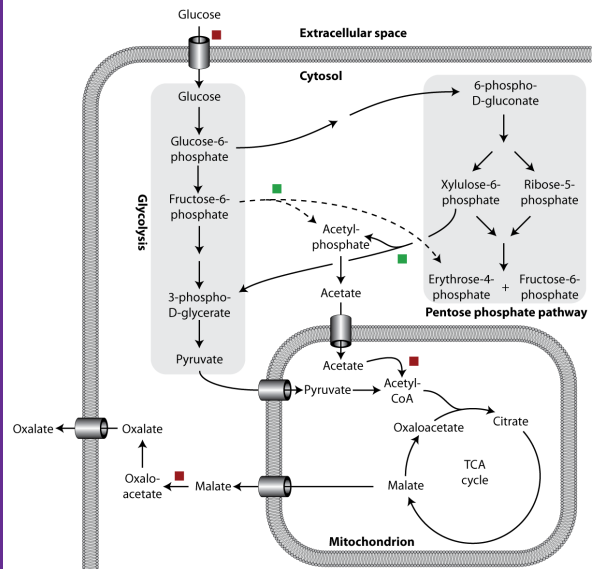 Glucose
Extracellular space
Cytosol
Glucose
Glucose-6-
phosphate
Fructose-6-
phosphate
Glycolysis
3-phospho-
D-glycerate
Pyruvate
6-phospho-
D-gluconate
Xylulose-6-
phosphate
Ribose-5-
phosphate
Erythrose-4-
phosphate
+
Fructose-6-
phosphate
Pentose phosphate pathway
Acetyl-
phosphate
Acetate
Acetate
Pyruvate
Acetyl-
CoA
Oxaloacetate
Citrate
TCA
cycle
Malate
Mitochondrion
Malate
Oxalo-
acetate
Oxalate
Oxalate